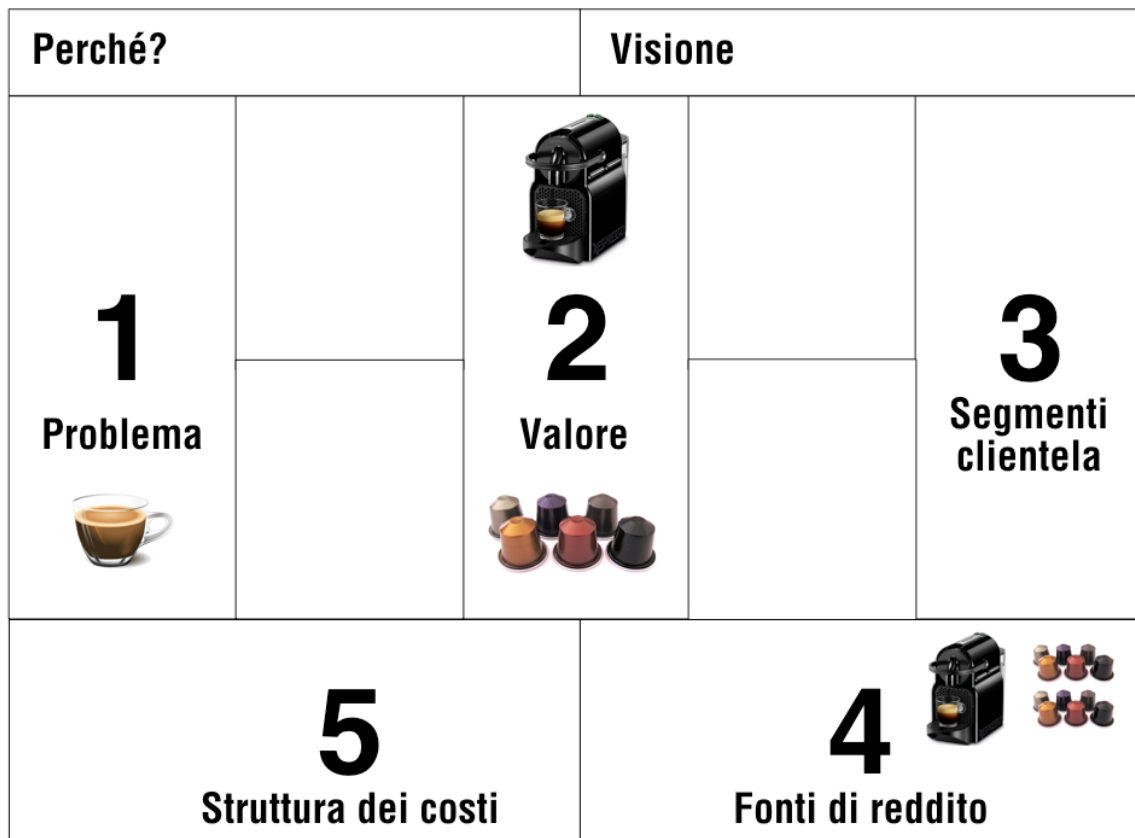 Perché?
Visione
1
Problema
2
Valore
3
Segmenti
clientela
5
Struttura dei costi
4
Fonti di reddito